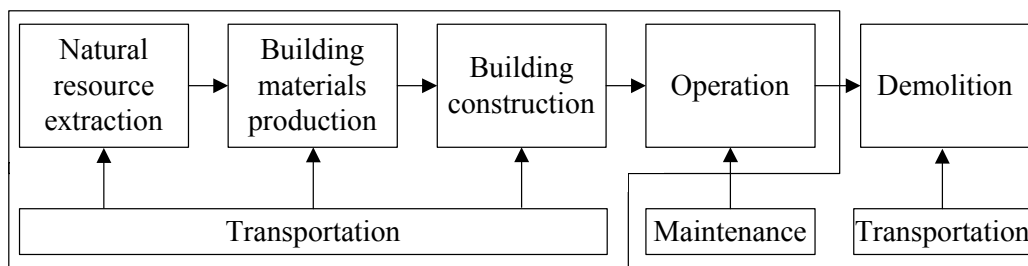 Natural
resource
extraction
Building
materials
production
Building
construction
Operation
Demolition
Transportation
Maintenance
Transportation